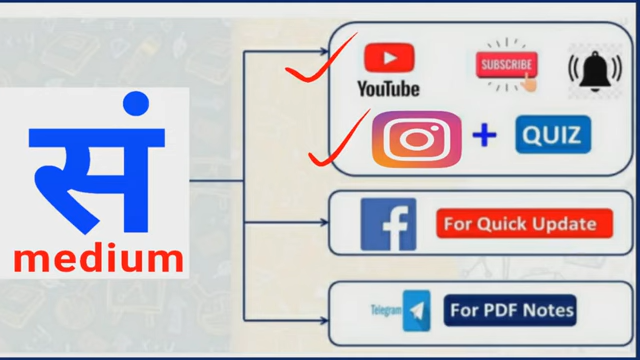 सं
medium
YouTube
SUBSCRIBE
+ QUIZ
f For Quick Update
Telegram For PDF Notes